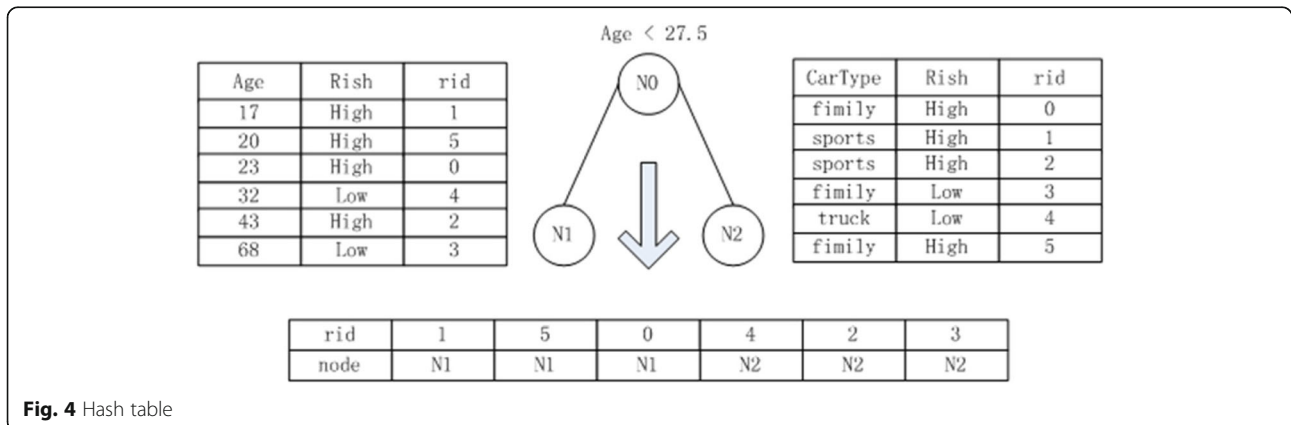 Age < 27.5
Age Rish rid
17 High 1
20 High 5
23 High 0
32 Low 4
43 High 2
68 Low 3
N0
N1
N2
CarType Rish rid
fimily High 0
sports High 1
sports High 2
fimily Low 3
truck Low 4
fimily High 5
rid 1 5 0 4 2 3
node N1 N1 N1 N2 N2 N2
Fig. 4 Hash table